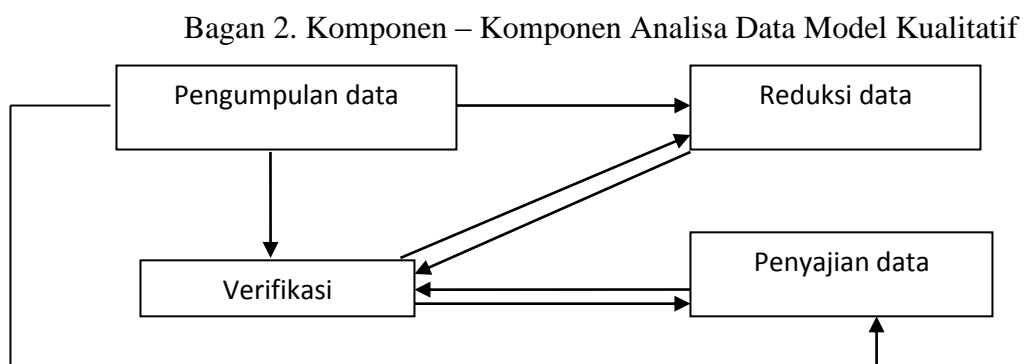 Bagan 2. Komponen – Komponen Analisa Data Model Kualitatif
Pengumpulan data
Reduksi data
Verifikasi
Penyajian data